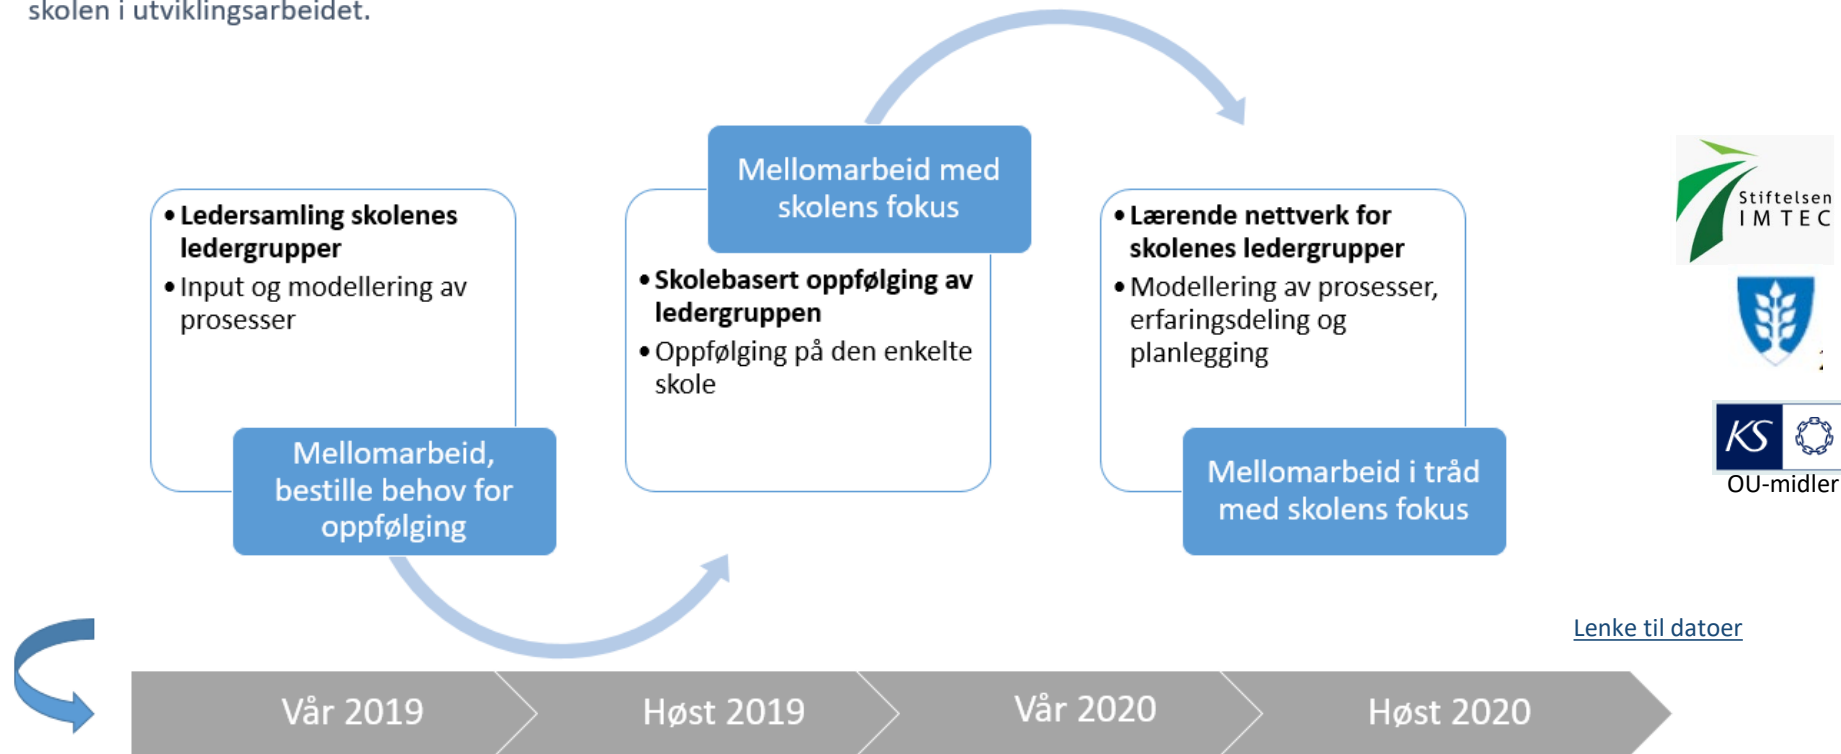 skolen i utviklingsarbeidet.
• Ledersamling skolenes
ledergrupper
• Input og modellering av
prosesser
Mellomarbeid,
bestille behov for
oppfølging
Mellomarbeid med
skolens fokus
• Skolebasert oppfølging av
ledergruppen
• Oppfølging på den enkelte
skole
• Lærende nettverk for
skolenes ledergrupper
• Modellering av prosesser,
erfaringsdeling og
planlegging
Mellomarbeid i tråd
med skolens fokus
Stiftelsen
IMTEC
KS
OU-midler
Lenke til datoer
Vår 2019
Høst 2019
Vår 2020
Høst 2020